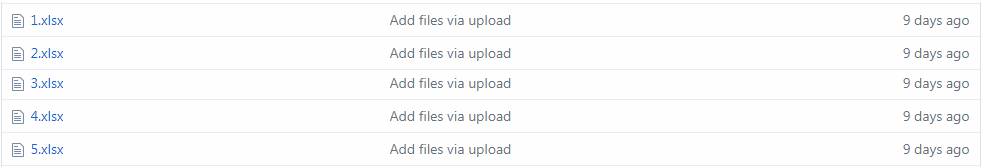 1.xlsx Add files via upload 9 days ago
2.xlsx Add files via upload 9 days ago
3.xlsx Add files via upload 9 days ago
4.xlsx Add files via upload 9 days ago
5.xlsx Add files via upload 9 days ago